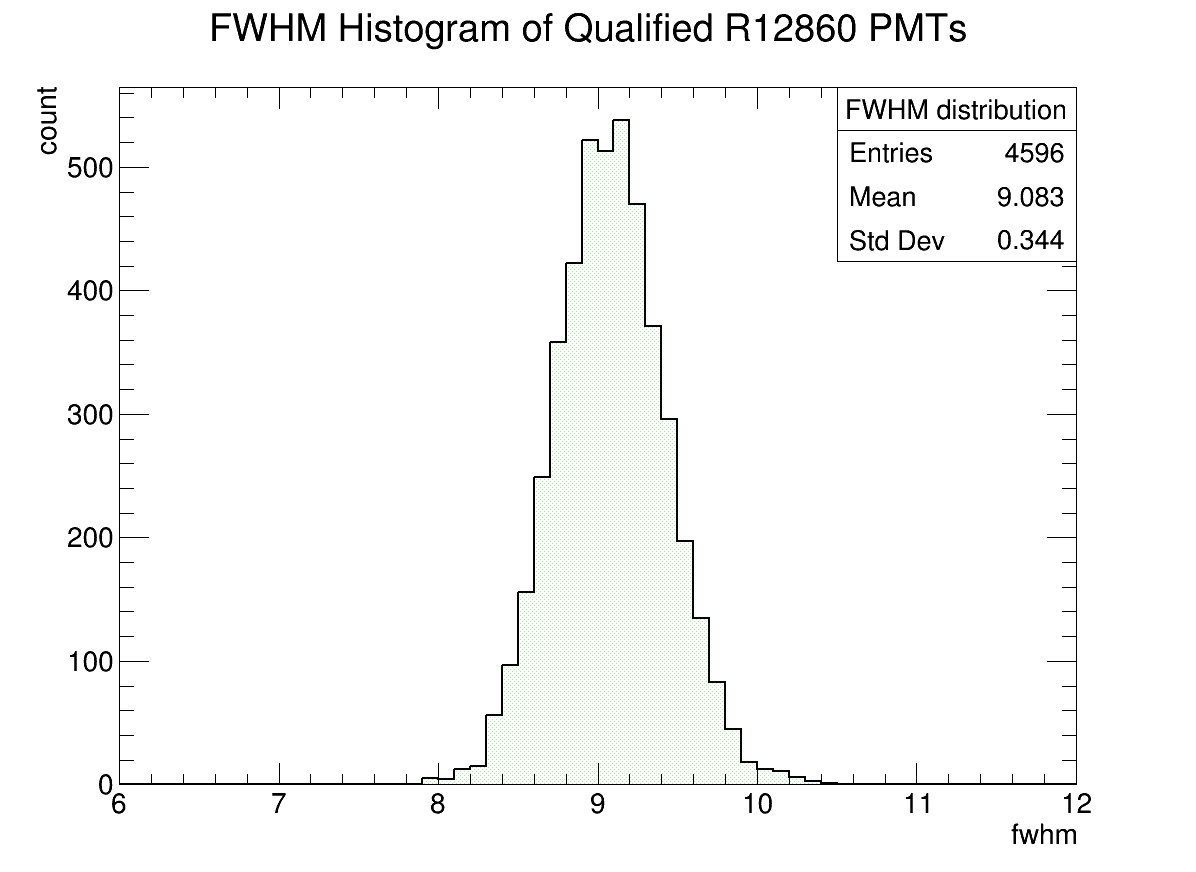 FWHM Histogram of Qualified R12860 PMTs
count
FWHM distribution
Entries 4596
Mean 9.083
Std Dev 0.344
500
400
300
200
100
0
6 7 8 9 10 11 12
fwhm